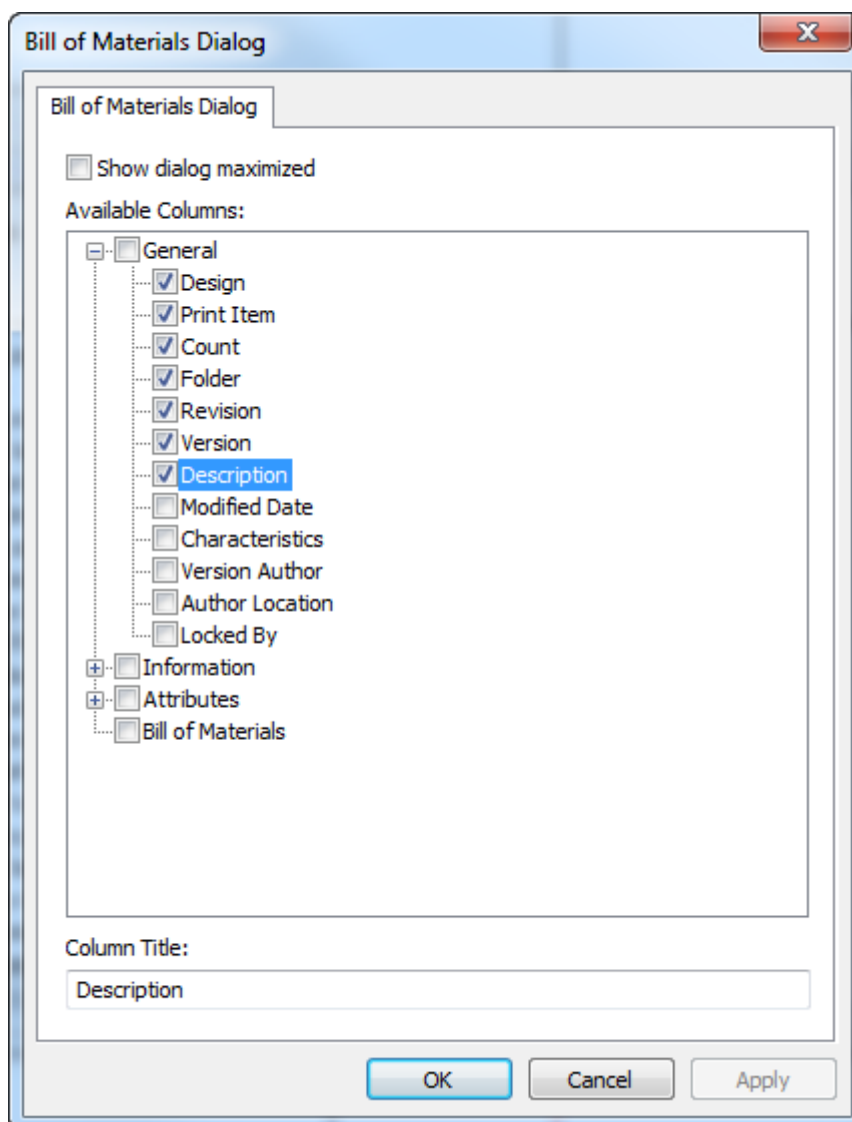 Bill of Materials Dialog
Bill of Materials Dialog
Show dialog maximized
Available Columns:
General
Design
Print Item
Count
Folder
Revision
Version
Description
Modified Date
Characteristics
Version Author
Author Location
Locked By
Information
Attributes
Bill of Materials
Column Title:
Description
OK Cancel Apply